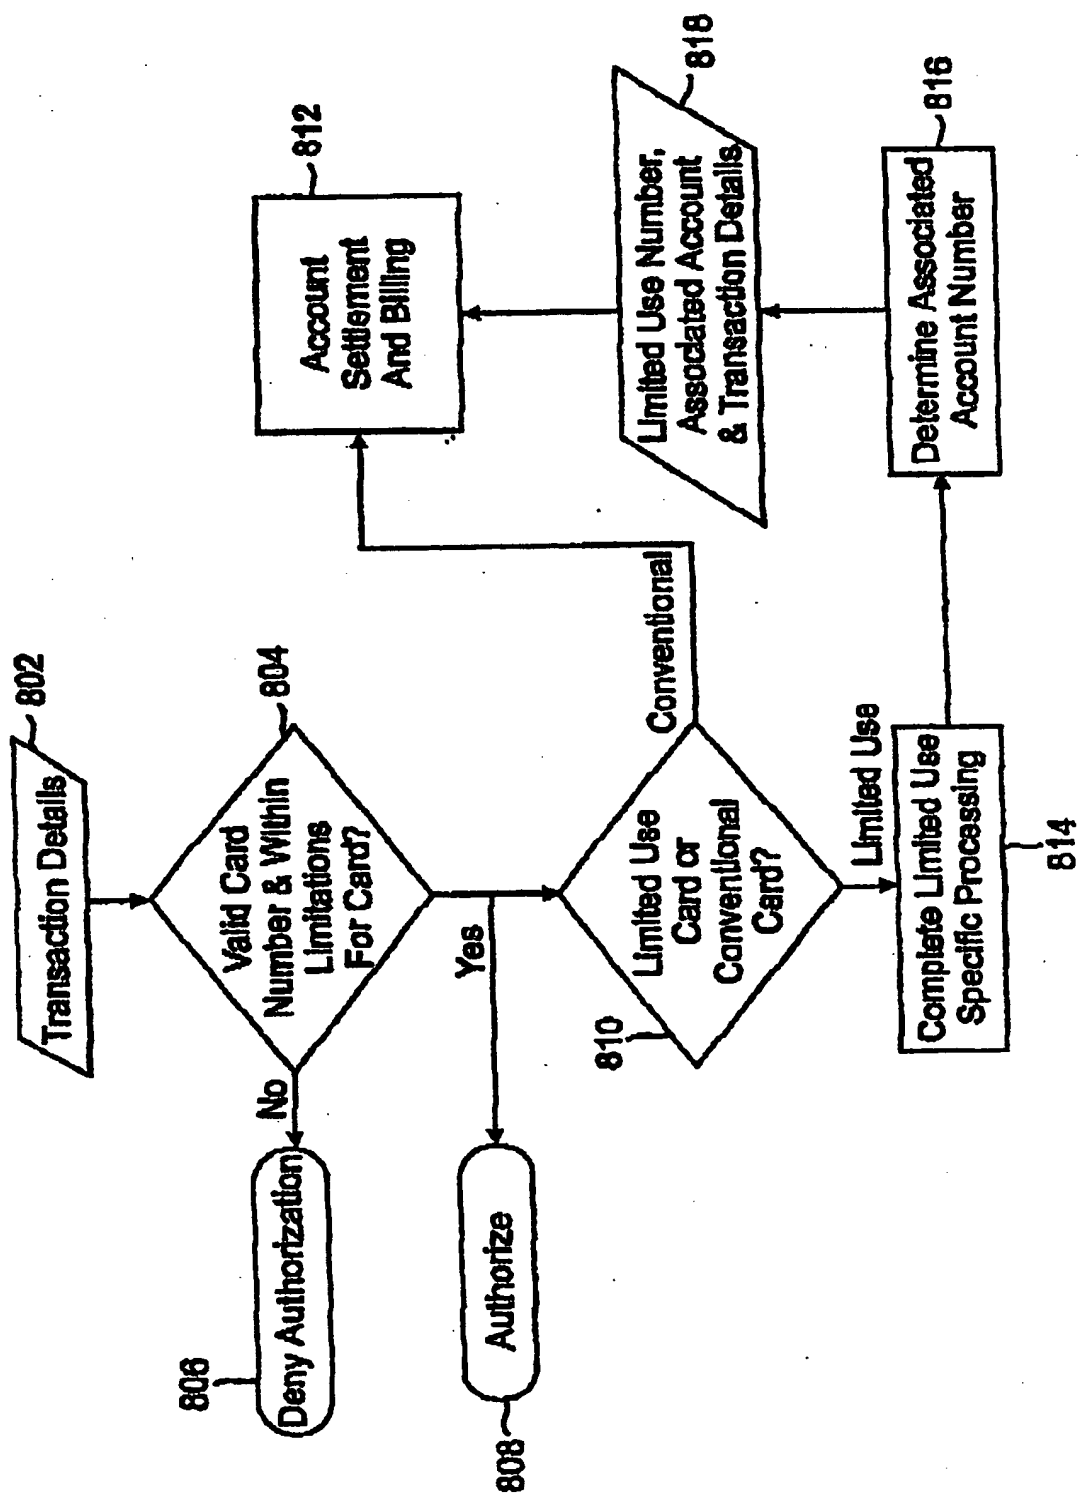 802
Transaction Details
804
Valid Card
Number & Within
Limitations
For Card?
No
806
Deny Authorization
Yes
808
Authorize
810
Limited Use
Card or
Conventional
Card?
Conventional
812
Account
Settlement
And Billing
Limited Use
Complete Limited Use
Specific Processing
814
Determine Associated
Account Number
816
Limited Use Number,
Associated Account
& Transaction Details
818